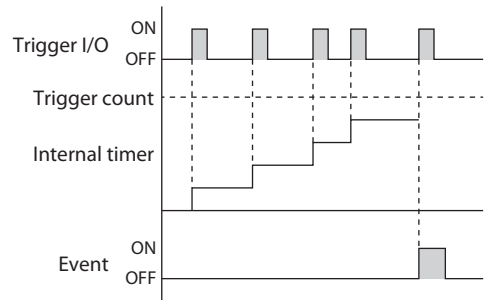 ON
Trigger I/O
OFF
Trigger count
Internal timer
ON
Event
OFF